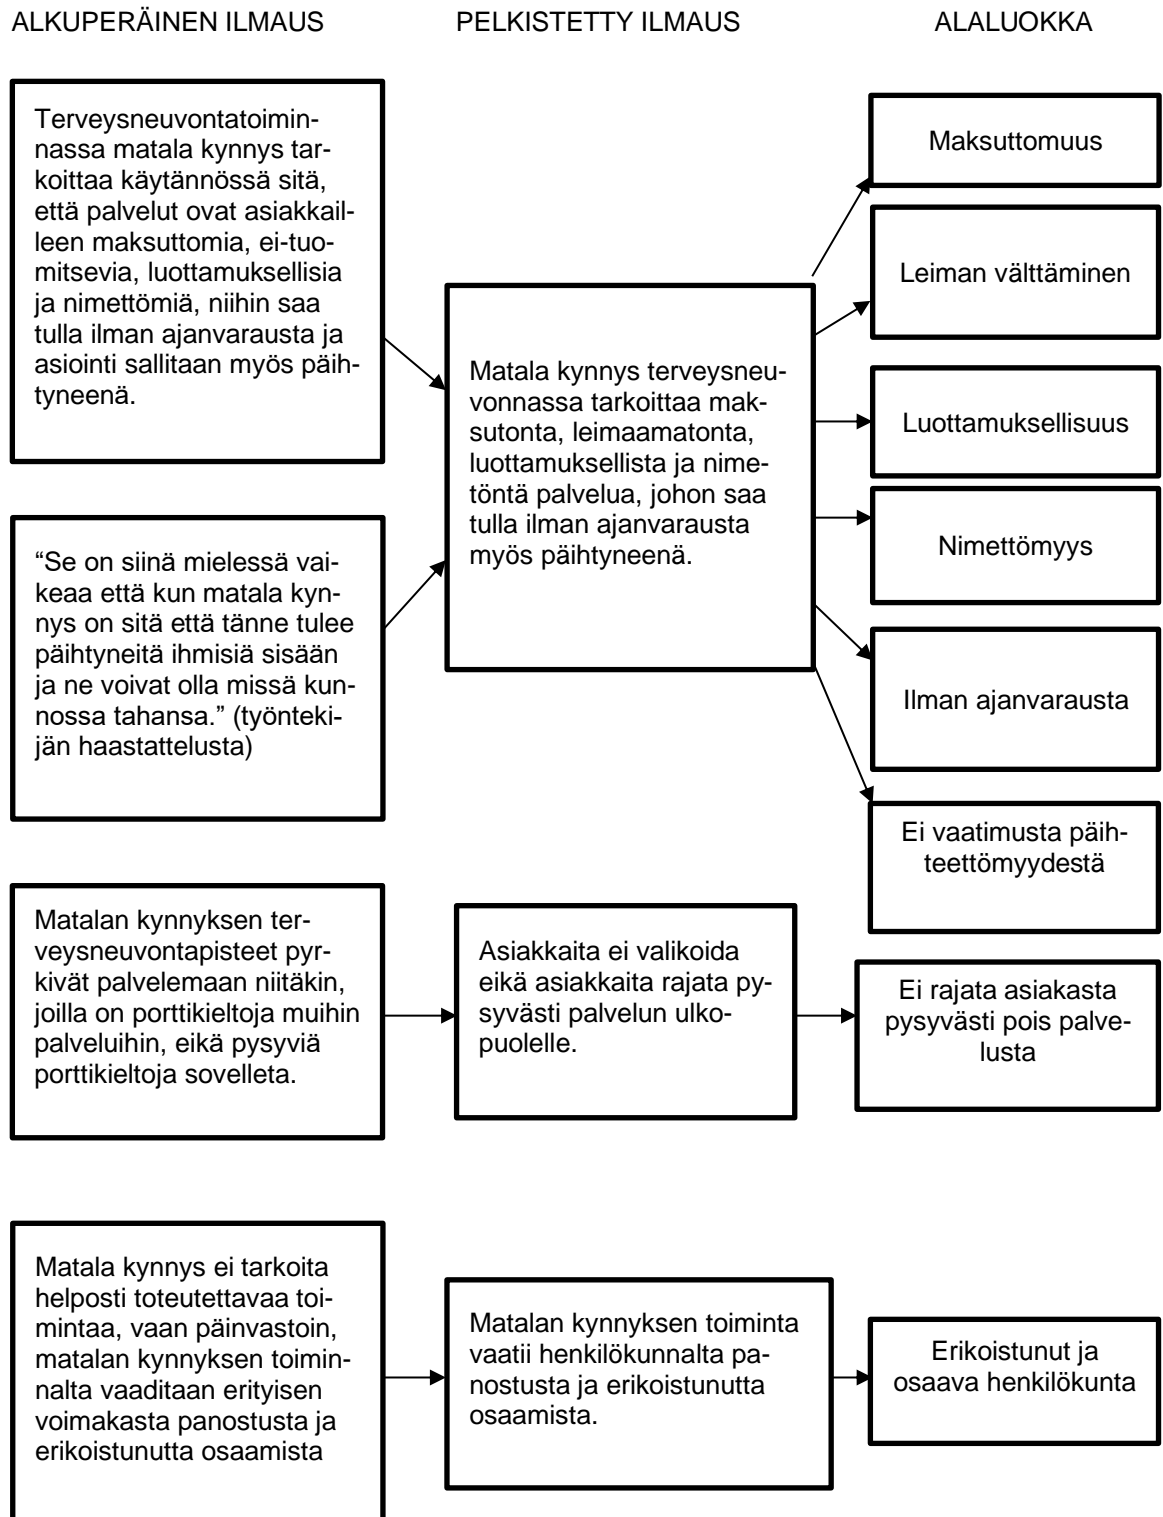 ALKUPERÄINEN ILMAUS
PELKISTETTY ILMAUS
ALALUOKKA
Terveysneuvontatoimin-
nassa matala kynnys tar-
koittaa käytännössä sitä,
että palvelut ovat asiakkail-
leen maksuttomia, ei-tuo-
mitsevia, luottamuksellisia
ja nimettömiä, niihin saa
tulla ilman ajanvarausta ja
asiointi sallitaan myös päih-
tyneenä.
“Se on siinä mielessä vai-
keaa että kun matala kyn-
nys on sitä että tänne tulee
päihtyneitä ihmisiä sisään
ja ne voivat olla missä kun-
nossa tahansa.” (työnteki-
jän haastattelusta)
Matala kynnys terveysneu-
vonnassa tarkoittaa mak-
sutonta, leimaamatonta,
luottamuksellista ja nime-
töntä palvelua, johon saa
tulla ilman ajanvarausta
myös päihtyneenä.
Maksuttomuus
Leiman välttäminen
Luottamuksellisuus
Nimettömyys
Ilman ajanvarausta
Ei vaatimusta päih-
teettömyydestä
Matalan kynnyksen ter-
veysneuvontapisteet pyr-
kivät palvelemaan niitäkin,
joilla on porttikieltoja muihin
palveluihin, eikä pysyviä
porttikieltoja sovelleta.
Asiakkaita ei valikoida
eikä asiakkaita rajata py-
syvästi palvelun ulko-
puolelle.
Ei rajata asiakasta
pysyvästi pois palve-
lusta
Matala kynnys ei tarkoita
helposti toteutettavaa toi-
mintaa, vaan päinvastoin,
matalan kynnyksen toimin-
nalta vaaditaan erityisen
voimakasta panostusta ja
erikoistunutta osaamista
Matalan kynnyksen toiminta
vaatii henkilökunnalta pa-
nostusta ja erikoistunutta
osaamista.
Erikoistunut ja
osaava henkilökunta